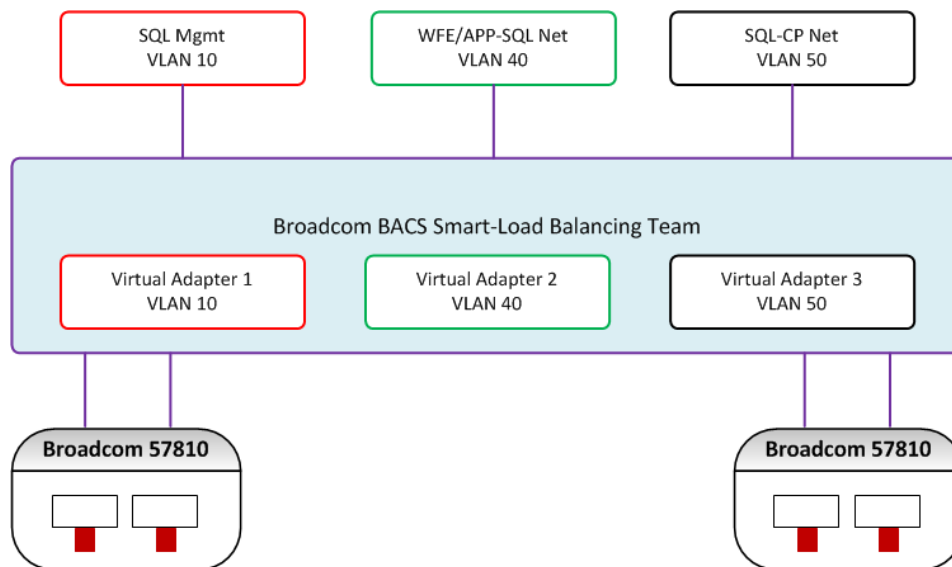 SQL Mgmt
VLAN 10
WFE/APP-SQL Net
VLAN 40
SQL-CP Net
VLAN 50
Broadcom BACS Smart-Load Balancing Team
Virtual Adapter 1
VLAN 10
Virtual Adapter 2
VLAN 40
Virtual Adapter 3
VLAN 50
Broadcom 57810
Broadcom 57810